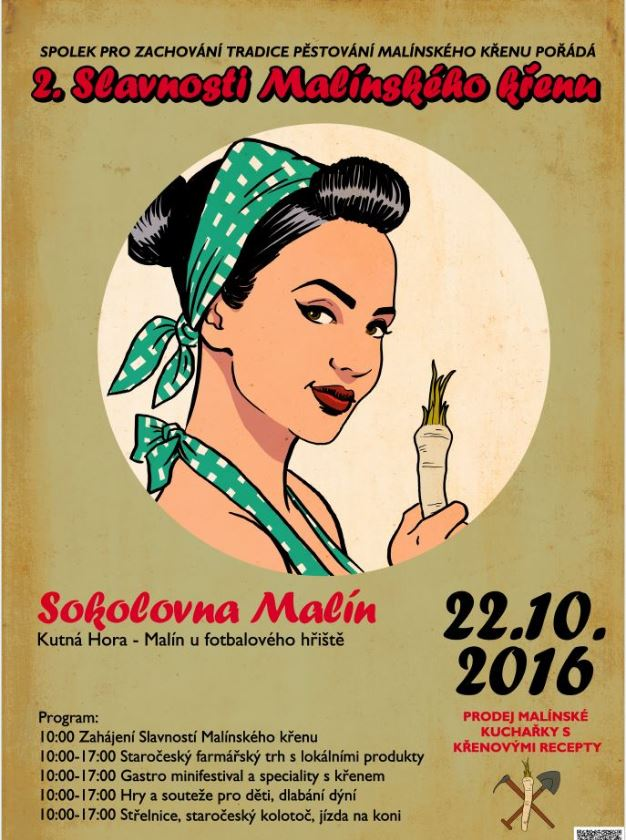 SPOLEK PRO ZACHOVÁNÍ TRADICE PĚSTOVÁNÍ MALÍNSKÉHO KŘENU POŘÁDÁ
2. Slavnosti Malínského křenu
Sokolovna Malín
Kutná Hora - Malín u fotbalového hřiště
22.10.
2016
PRODEJ MALÍNSKÉ
KUCHAŘKY S
KŘENOVÝMI RECEPTY
Program:
10:00 Zahájení Slavností Malínského křenu
10:00-17:00 Staročeský farmářský trh s lokálními produkty
10:00-17:00 Gastro minifestival a speciality s křenem
10:00-17:00 Hry a souteže pro děti, dlabání dýní
10:00-17:00 Střelnice, staročeský kolotoč, jízda na koni